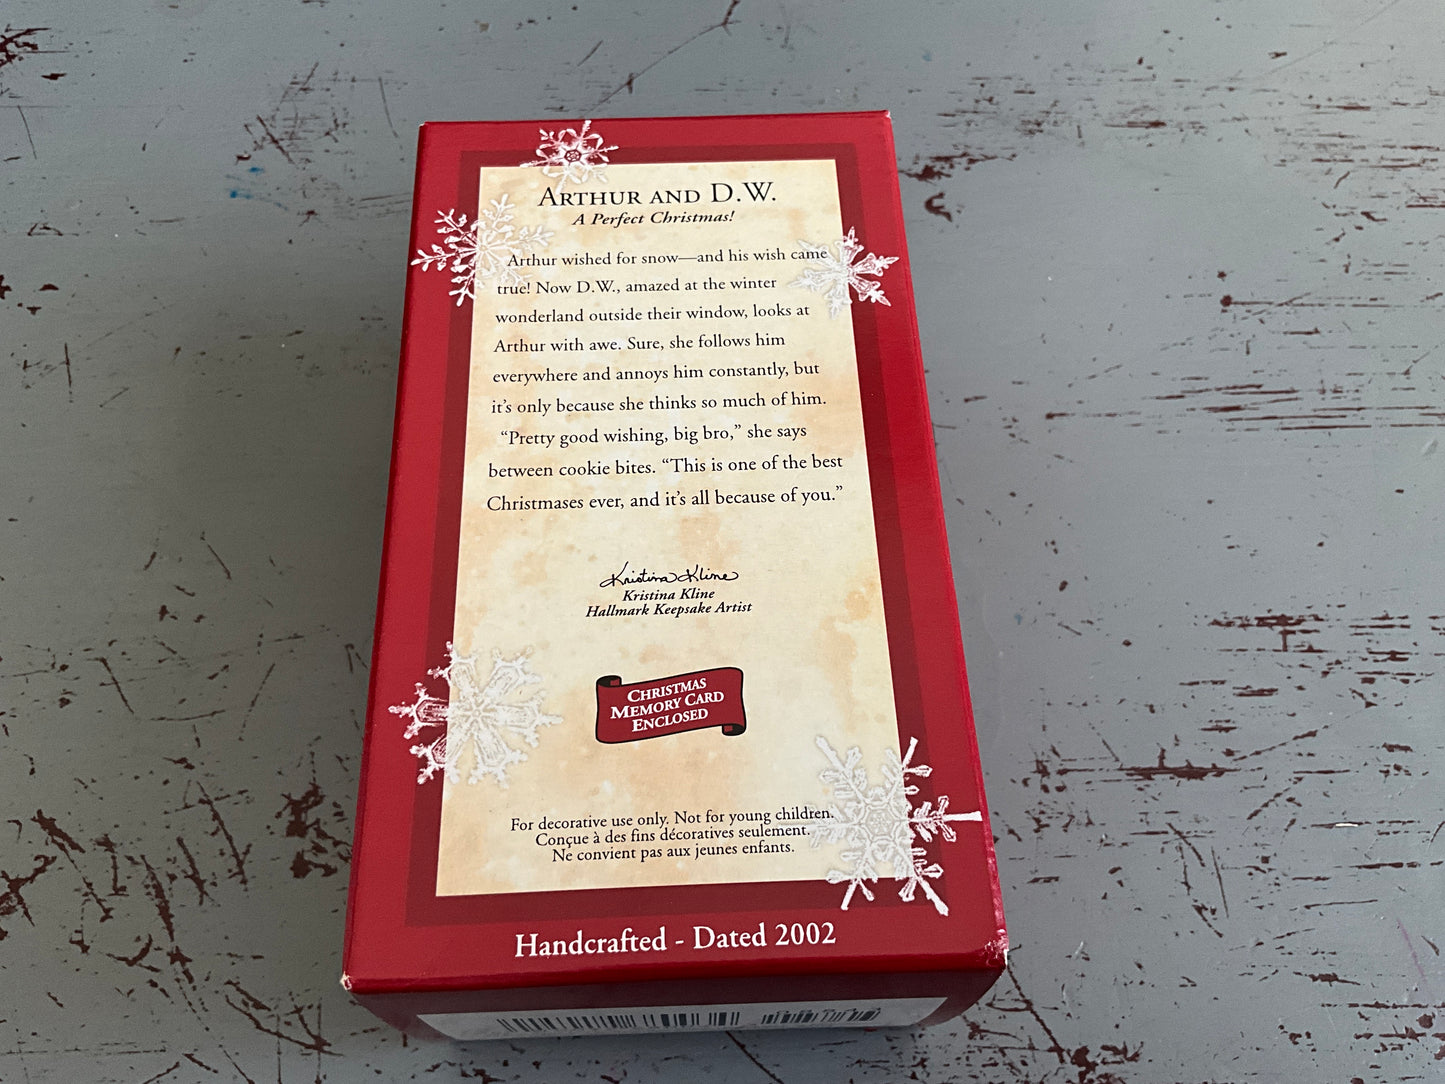 ARTHUR AND D.W.
A Perfect Christmas!
Arthur wished for snow—and his wish came
true! Now D.W., amazed at the winter
wonderland outside their window, looks at
Arthur with awe. Sure, she follows him
everywhere and annoys him constantly, but
it's only because she thinks so much of him.
“Pretty good wishing, big bro,” she says
between cookie bites. “This is one of the best
Christmases ever, and it's all because of you.”
Kristina Kline
Kristina Kline
Hallmark Keepsake Artist
CHRISTMAS
MEMORY CARD
ENCLOSED
For decorative use only. Not for young children.
Conçue à des fins décoratives seulement.
Ne convient pas aux jeunes enfants.
Handcrafted - Dated 2002